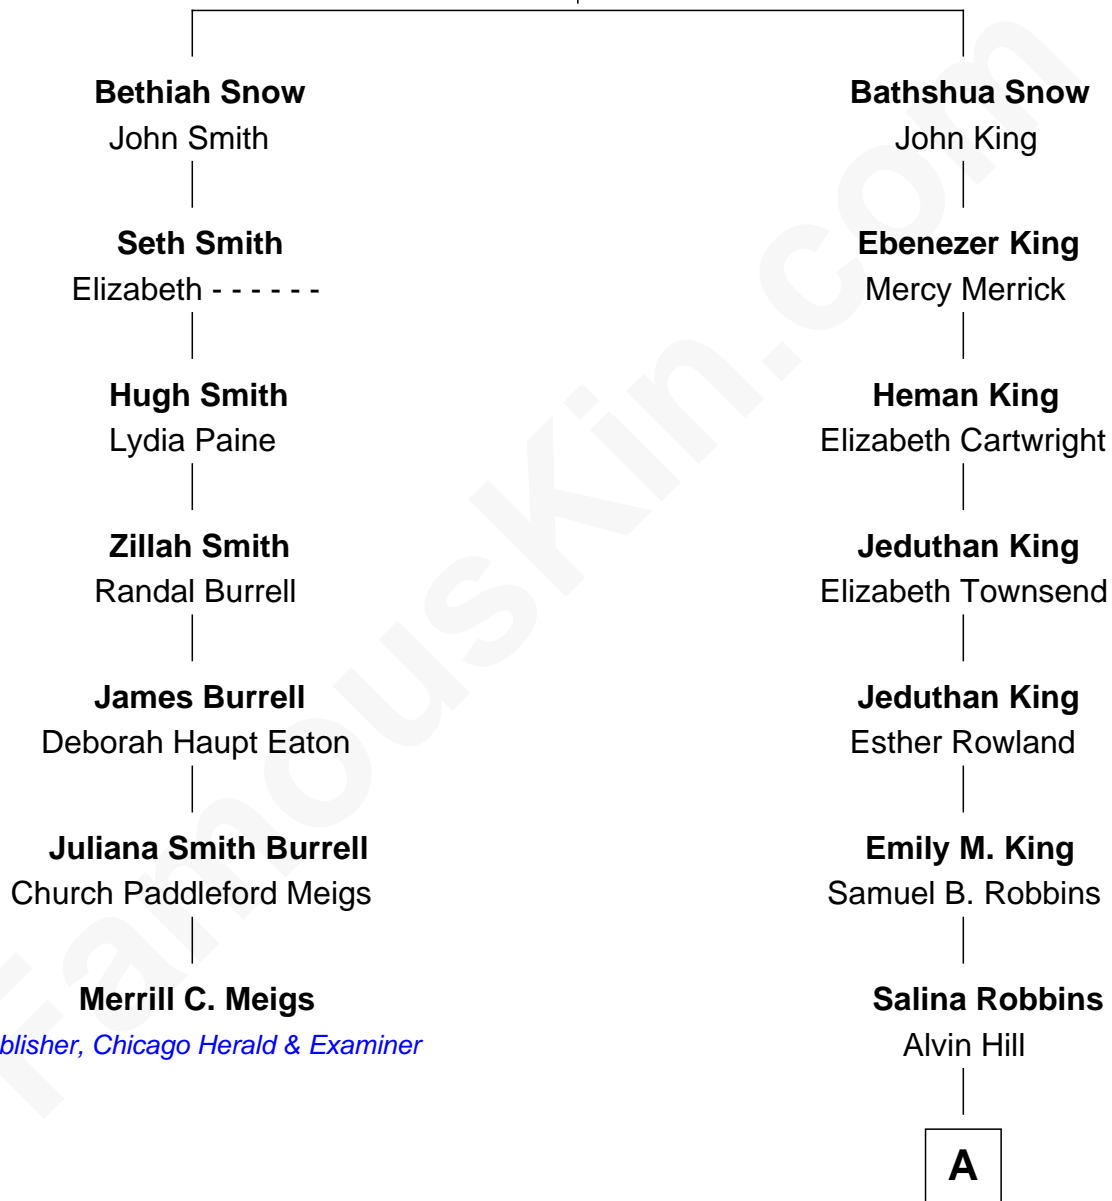 Bethiah Snow
John Smith
Seth Smith
Elizabeth - - - - - -
Hugh Smith
Lydia Paine
Zillah Smith
Randal Burrell
James Burrell
Deborah Haupt Eaton
Juliana Smith Burrell
Church Paddleford Meigs
Merrill C. Meigs
blisher, Chicago Herald & Examiner
Bathshua Snow
John King
Ebenezer King
Mercy Merrick
Heman King
Elizabeth Cartwright
Jeduthan King
Elizabeth Townsend
Jeduthan King
Esther Rowland
Emily M. King
Samuel B. Robbins
Salina Robbins
Alvin Hill
A
FamousKin.com